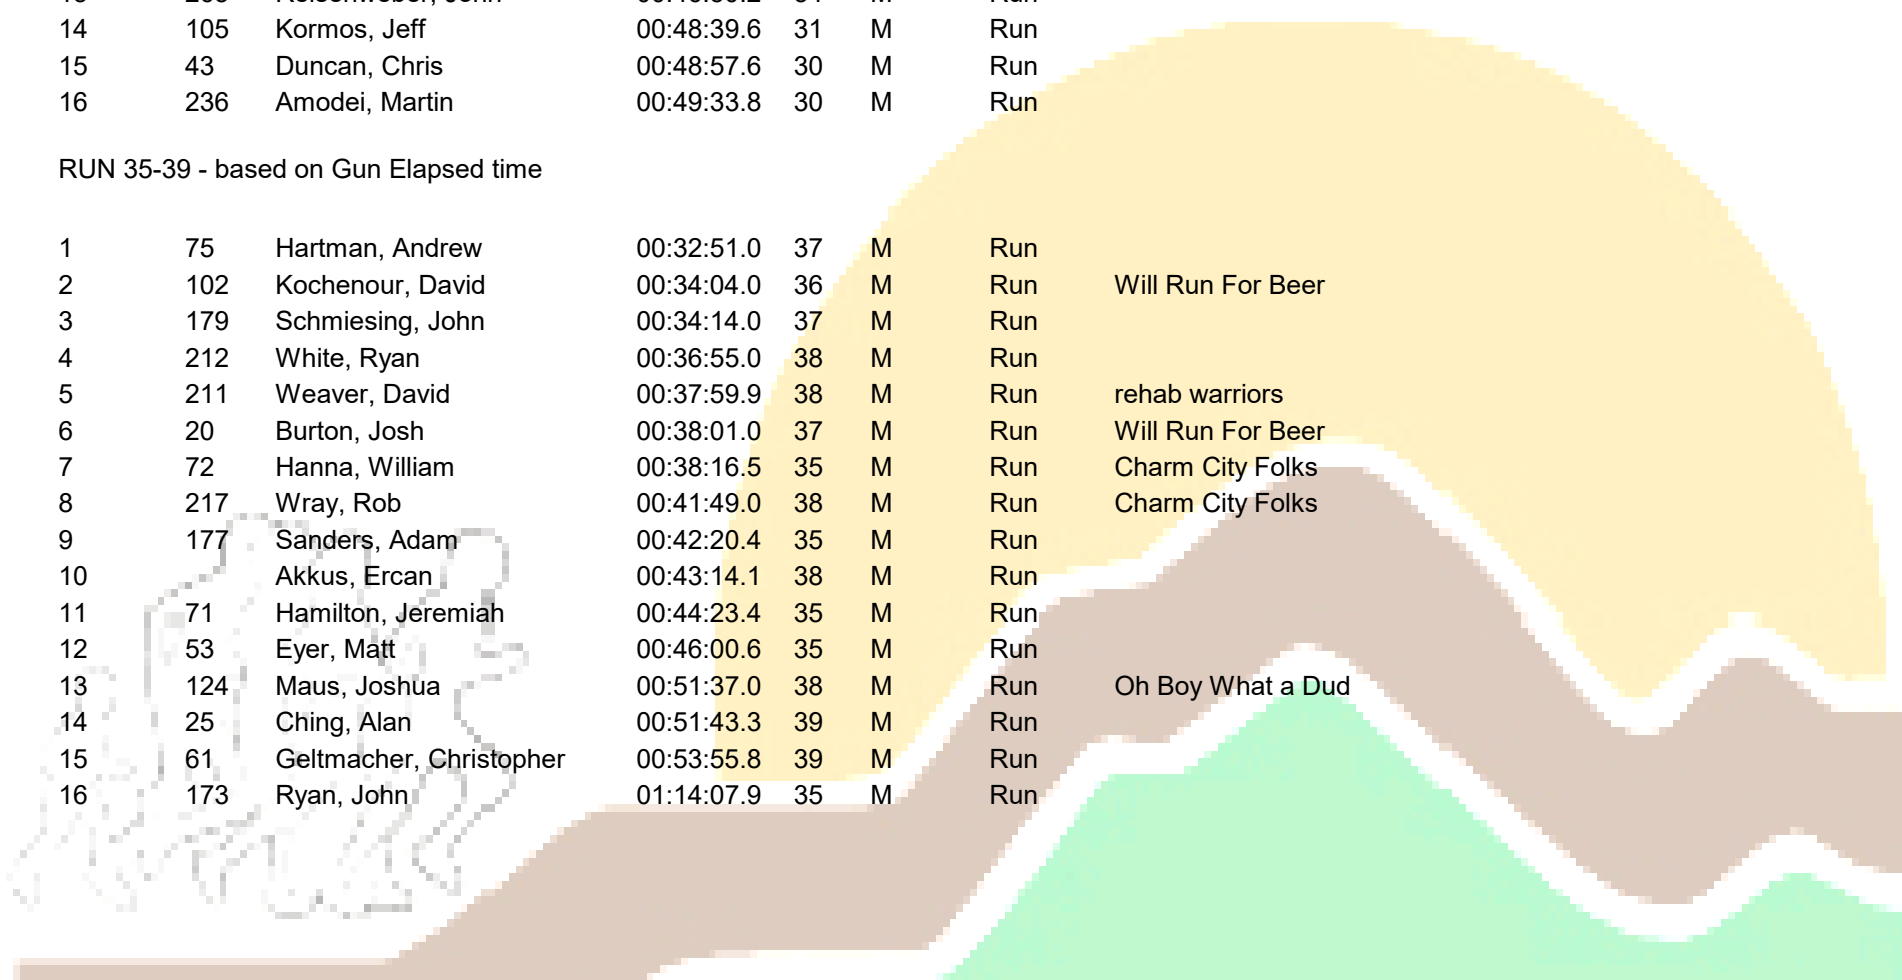 14 105 Kormos, Jeff 00:48:39.6 31 M Run
15 43 Duncan, Chris 00:48:57.6 30 M Run
16 236 Amodei, Martin 00:49:33.8 30 M Run
RUN 35-39 - based on Gun Elapsed time
1 75 Hartman, Andrew 00:32:51.0 37 M Run
2 102 Kochenour, David 00:34:04.0 36 M Run Will Run For Beer
3 179 Schmiesing, John 00:34:14.0 37 M Run
4 212 White, Ryan 00:36:55.0 38 M Run
5 211 Weaver, David 00:37:59.9 38 M Run rehab warriors
6 20 Burton, Josh 00:38:01.0 37 M Run Will Run For Beer
7 72 Hanna, William 00:38:16.5 35 M Run Charm City Folks
8 217 Wray, Rob 00:41:49.0 38 M Run Charm City Folks
9 177 Sanders, Adam 00:42:20.4 35 M Run
10 Akkus, Ercan 00:43:14.1 38 M Run
11 71 Hamilton, Jeremiah 00:44:23.4 35 M Run
12 53 Eyer, Matt 00:46:00.6 35 M Run
13 124 Maus, Joshua 00:51:37.0 38 M Run Oh Boy What a Dud
14 25 Ching, Alan 00:51:43.3 39 M Run
15 61 Geltmacher, Christopher 00:53:55.8 39 M Run
16 173 Ryan, John 01:14:07.9 35 M Run